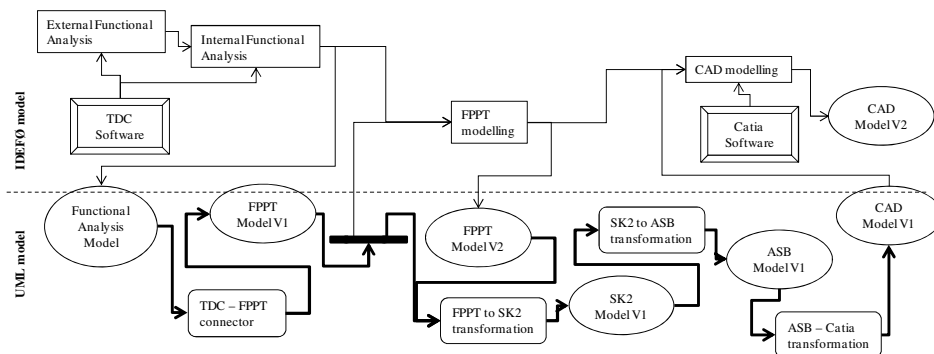 External Functional
Analysis
Internal Functional
Analysis
TDC
Software
FPPT
modelling
CAD modelling
Catia
Software
CAD
Model V2
IDEFØ model
UML model
Functional
Analysis
Model
FPPT
Model V1
TDC – FPPT
connector
FPPT
Model V2
FPPT to SK2
transformation
SK2 to ASB
transformation
SK2
Model V1
ASB
Model V1
ASB – Catia
transformation
CAD
Model V1